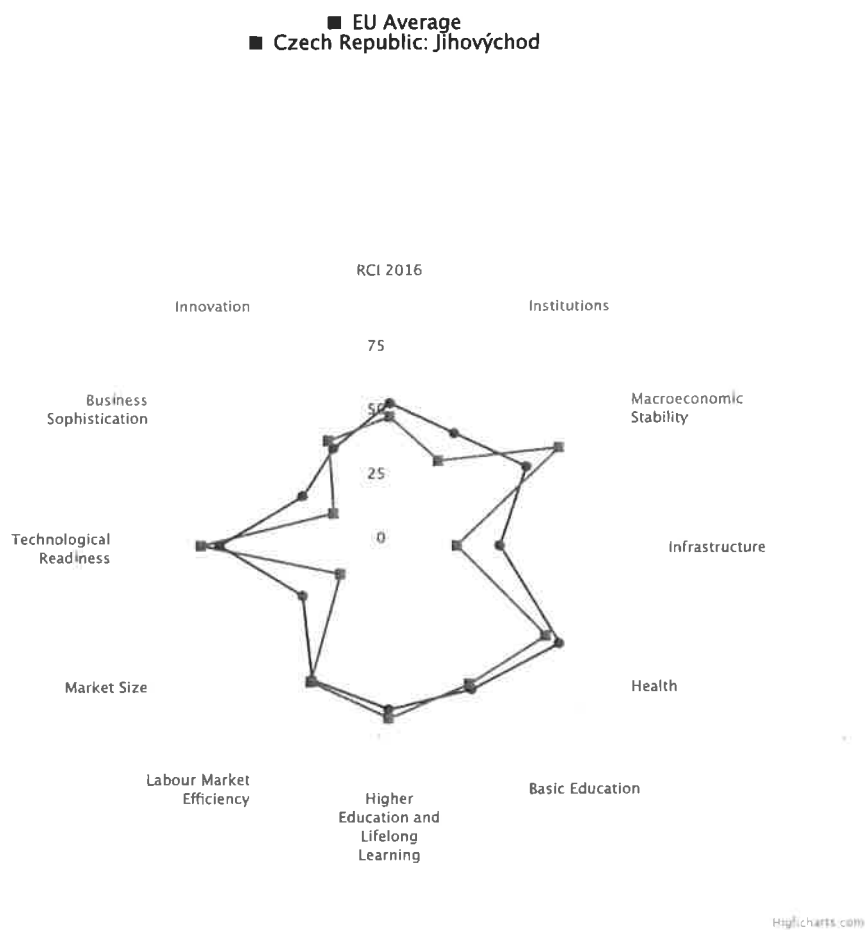 EU Average
Czech Republic: Jihovýchod
RCI 2016
Innovation
Institutions
75
Business
Sophistication
50
Macroeconomic
Stability
25
Technological
Readiness
0
Infrastructure
Market Size
Health
Labour Market
Efficiency
Higher
Education and
Lifelong
Learning
Basic Education
Highcharts.com